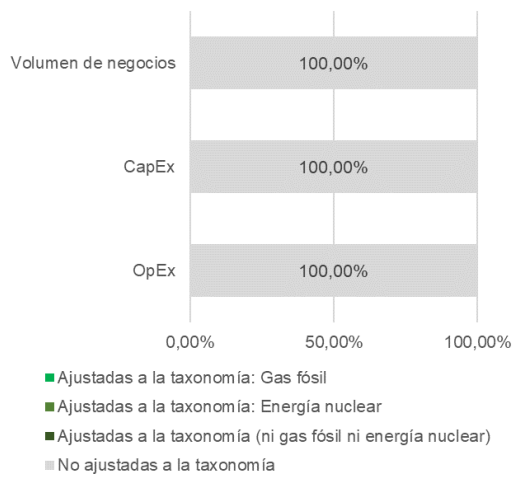 Volumen de negocios
100,00%
CapEx
100,00%
OpEx
100,00%
0,00%
50,00%
100,00%
Ajustadas a la taxonomía: Gas fósil
Ajustadas a la taxonomía: Energía nuclear
Ajustadas a la taxonomía (ni gas fósil ni energía nuclear)
No ajustadas a la taxonomía